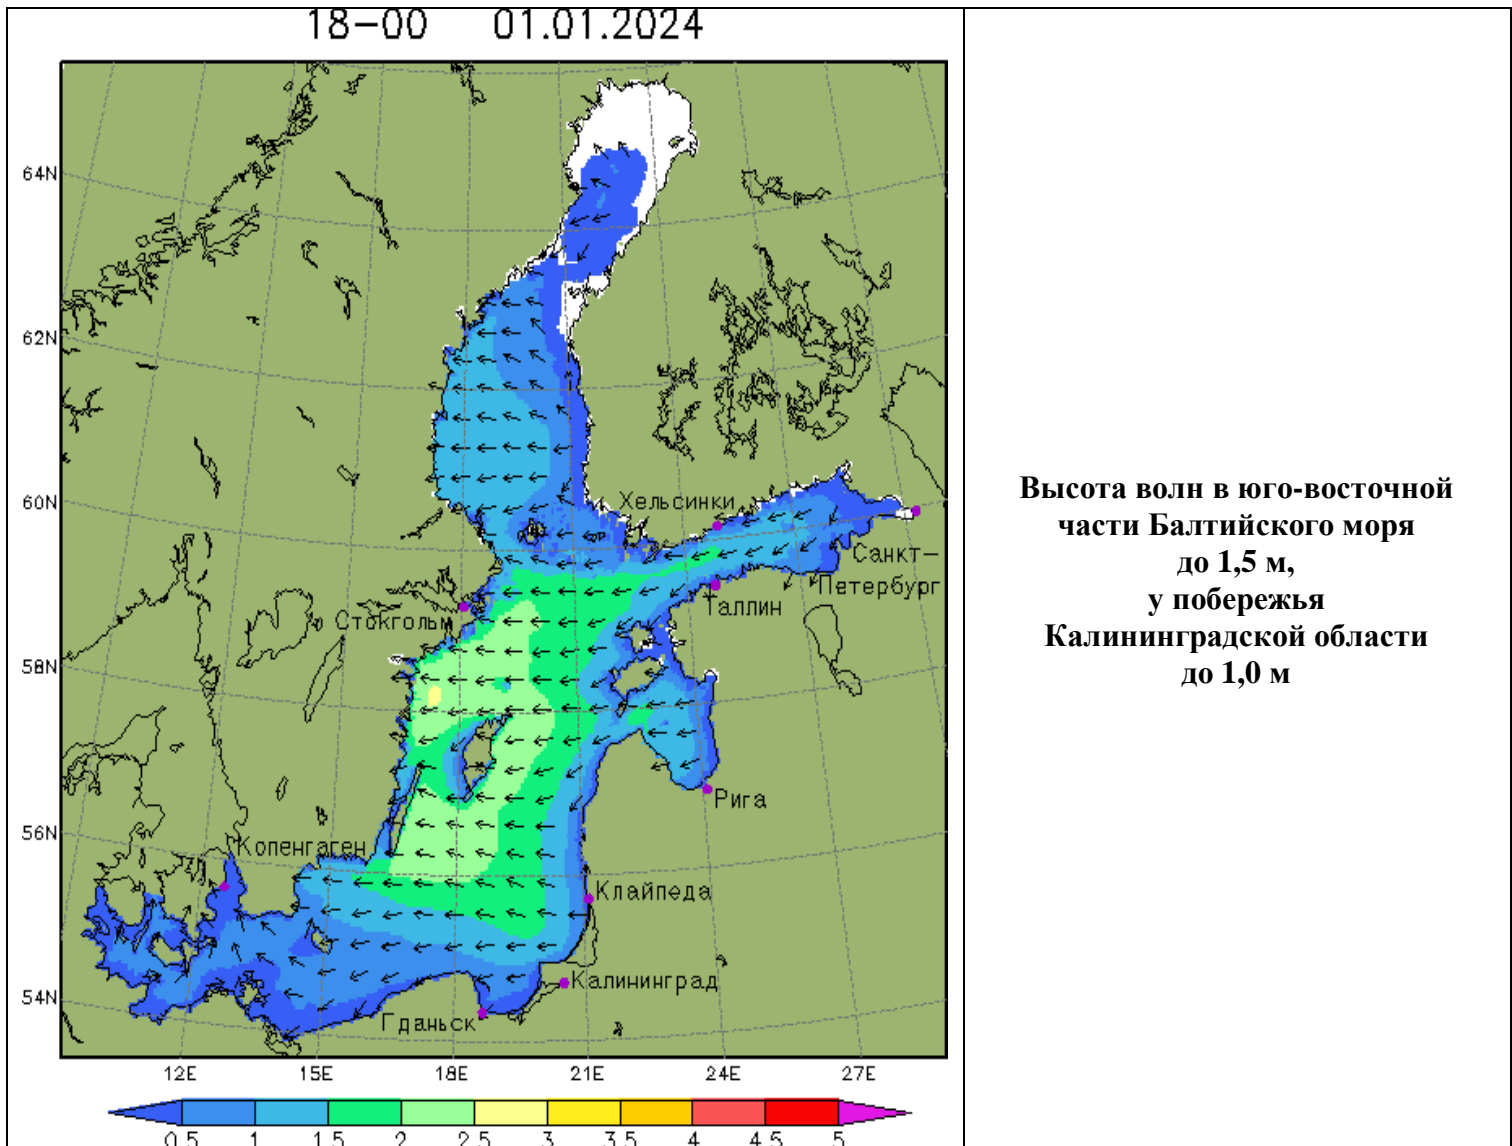 18-00 01.01.2024
64N
62N
60N
58N
56N
54N
Хельсинки
Санкт-
Петербург
Таллин
Стокгольм
Рига
Копенгаген
Клайпеда
Калининград
Гданьск
12E 15E 18E 21E 24E 27E
0.5 1 1.5 2 2.5 3 3.5 4 4.5 5
Высота волн в юго-восточной
части Балтийского моря
до 1,5 м,
у побережья
Калининградской области
до 1,0 м